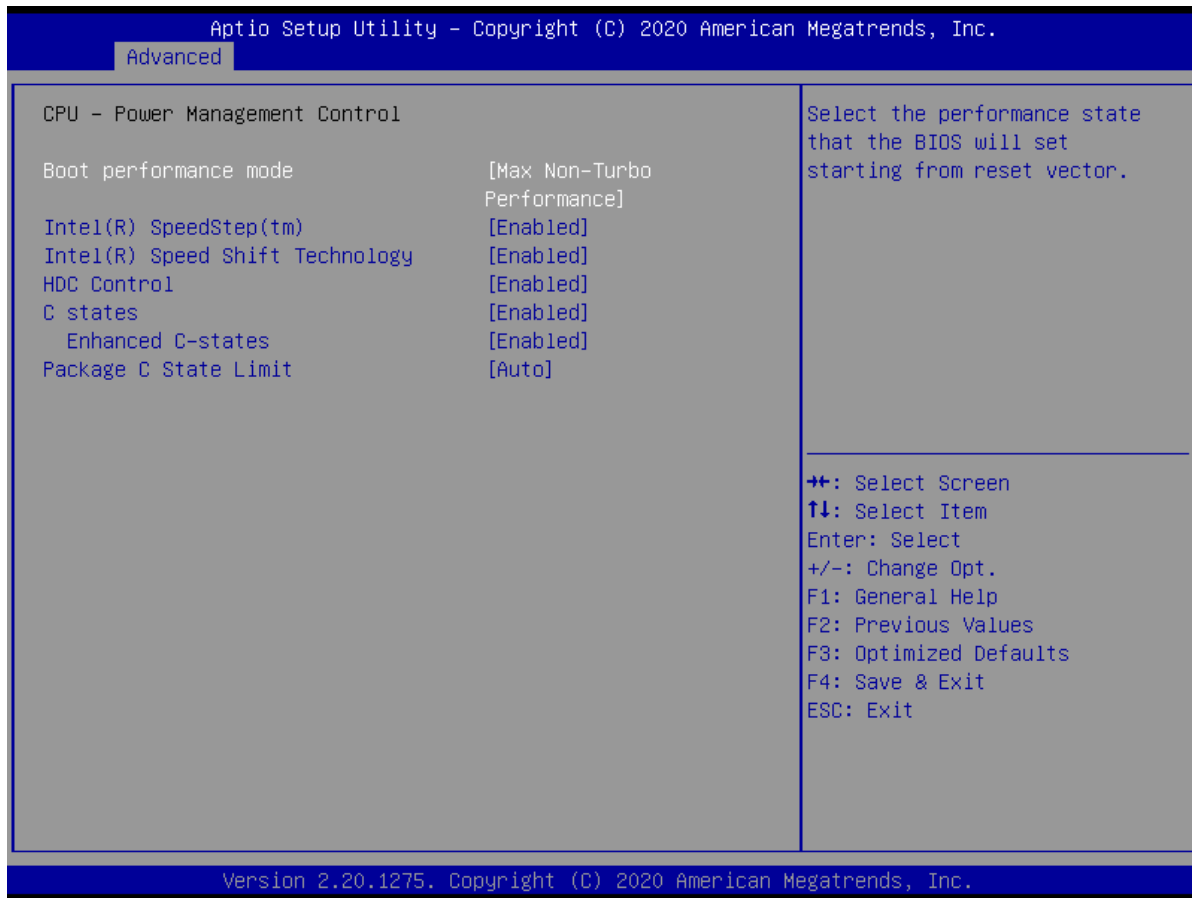 Aptio Setup Utility – Copyright (C) 2020 American Megatrends, Inc.
Advanced
CPU – Power Management Control
Boot performance mode [Max Non-Turbo
Performance]
Intel(R) SpeedStep(tm) [Enabled]
Intel(R) Speed Shift Technology [Enabled]
HDC Control [Enabled]
C states [Enabled]
Enhanced C-states [Enabled]
Package C State Limit [Auto]
Select the performance state
that the BIOS will set
starting from reset vector.
→←: Select Screen
↑↓: Select Item
Enter: Select
+/-: Change Opt.
F1: General Help
F2: Previous Values
F3: Optimized Defaults
F4: Save & Exit
ESC: Exit
Version 2.20.1275. Copyright (C) 2020 American Megatrends, Inc.